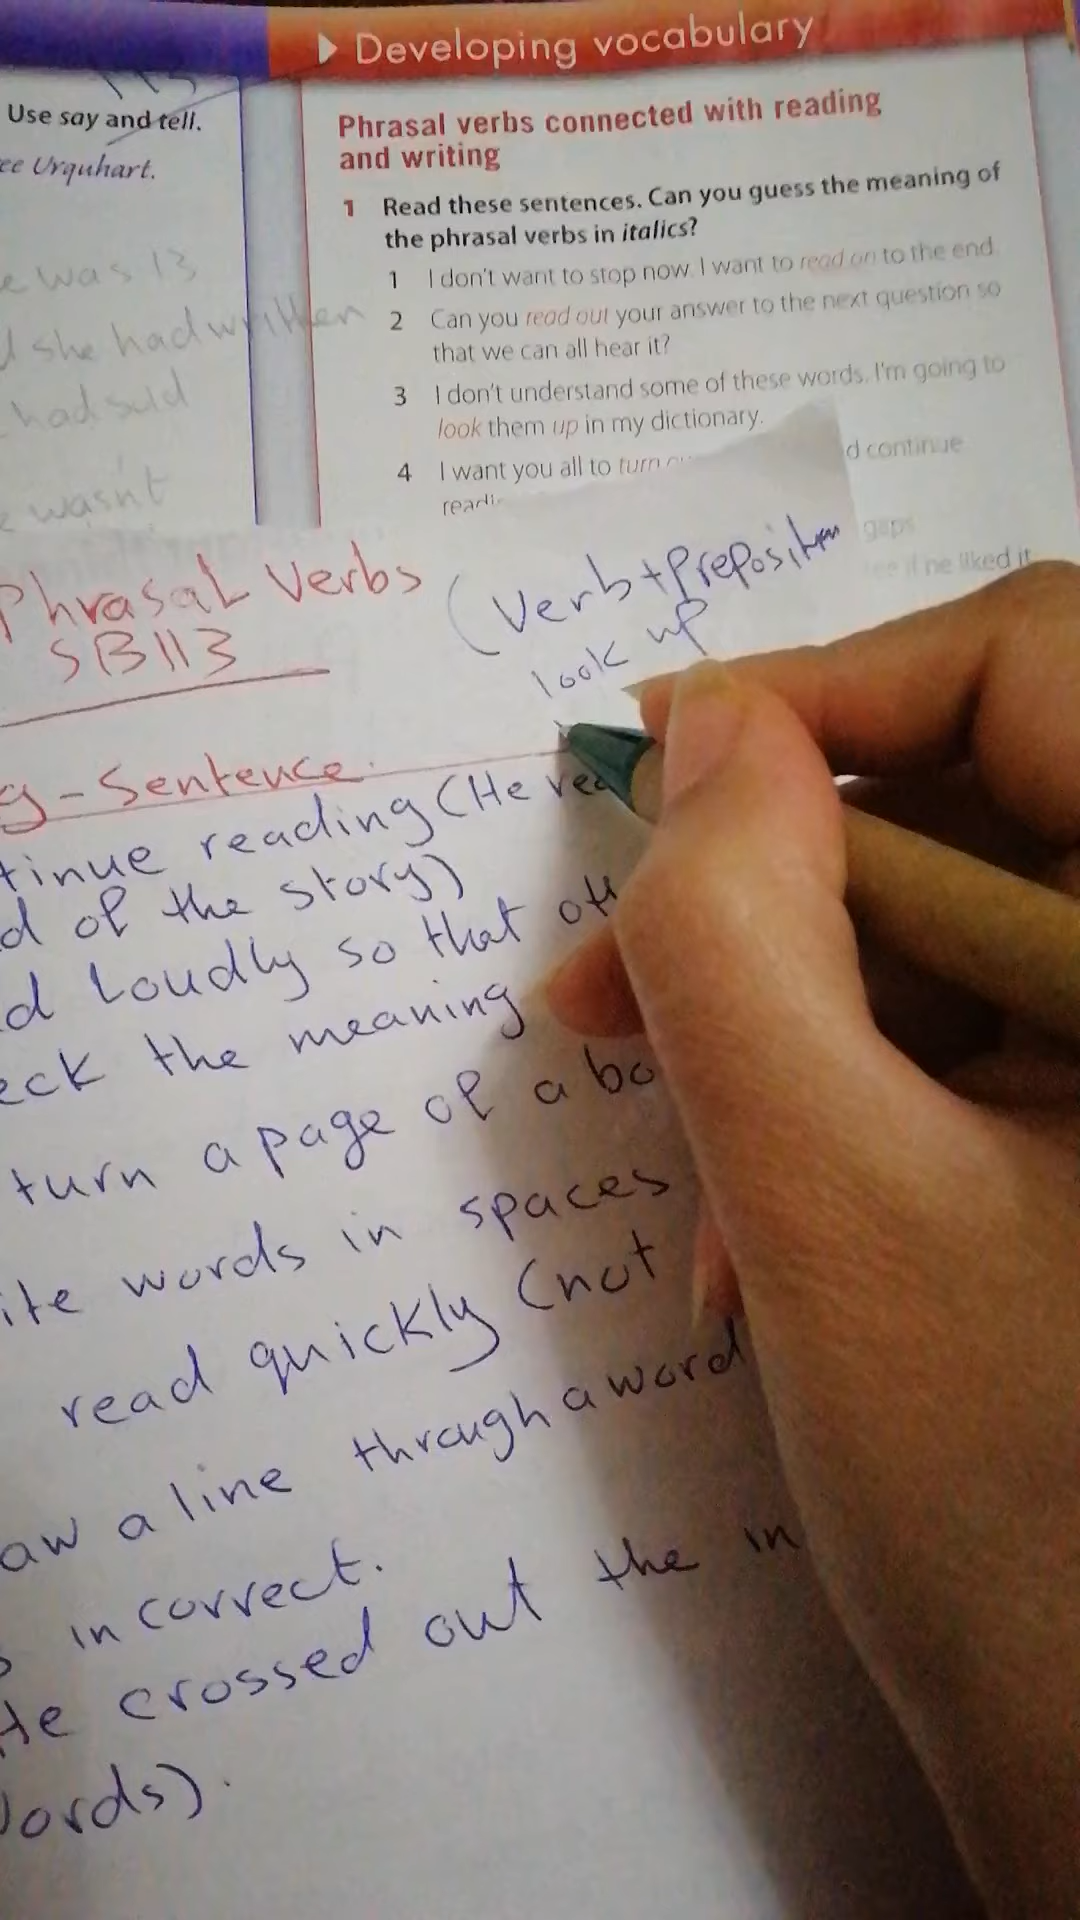 Developing vocabulary
Use say and tell.
ee Urquhart.
e was 13
she had written
had said
wasn't
Phrasal verbs connected with reading
and writing
1 Read these sentences. Can you guess the meaning of
the phrasal verbs in italics?
1 I don't want to stop now. I want to read on to the end.
2 Can you read out your answer to the next question so
that we can all hear it?
3 I don't understand some of these words. I'm going to
look them up in my dictionary.
4 I want you all to turn d continue
readi
gaps
ee if he liked it
Phrasal Verbs
SB113
(Verb+Preposition
look up
g - Sentence.
tinue reading (He rea
d of the story)
d loudly so that oth
eck the meaning
turn a page of a bo
ite words in spaces
read quickly (not
aw a line through a word
s incorrect.
He crossed out the in
Words).